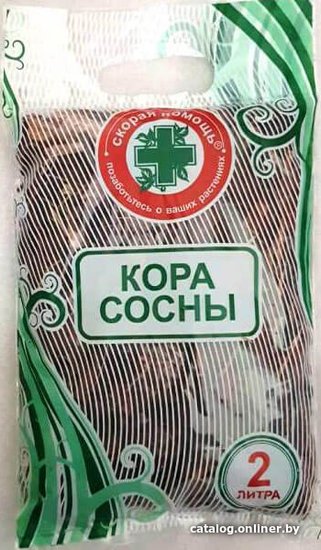 скорая помощь®
позаботьтесь о ваших растениях
КОРА
СОСНЫ
2
ЛИТРА
catalog.onliner.by